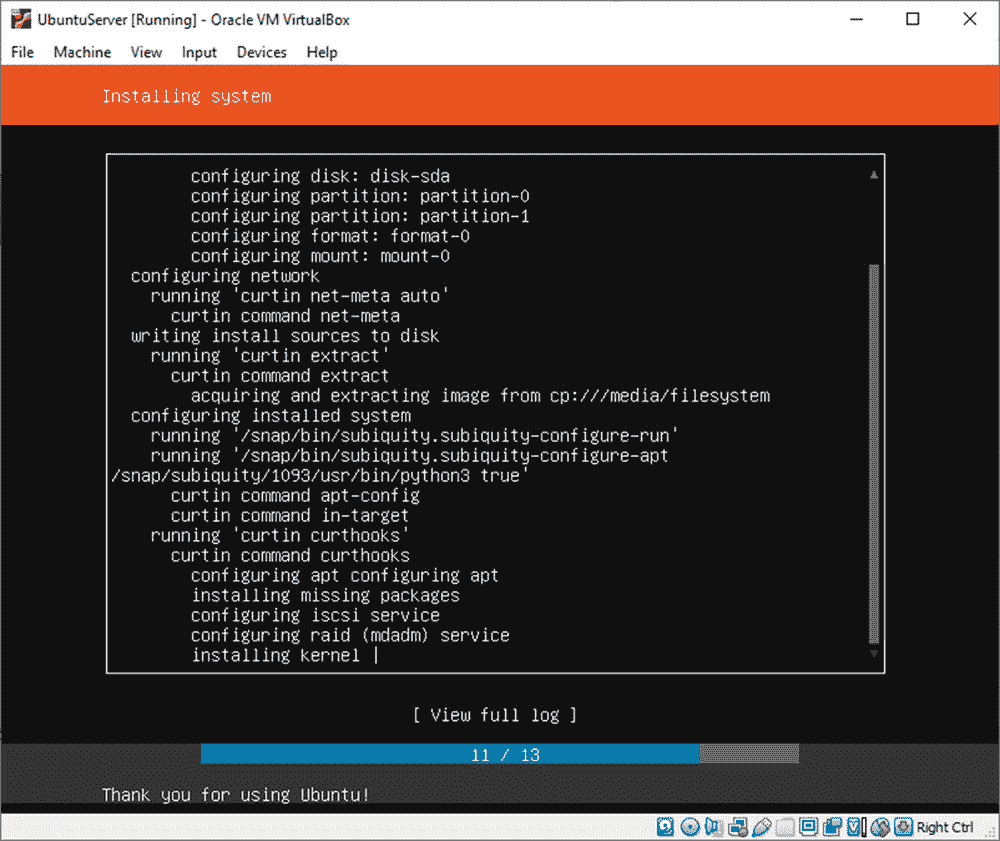 UbuntuServer [Running] - Oracle VM VirtualBox
File Machine View Input Devices Help
Installing system
configuring disk: disk-sda
configuring partition: partition-0
configuring partition: partition-1
configuring format: format-0
configuring mount: mount-0
configuring network
running 'curtin net-meta auto'
curtin command net-meta
writing install sources to disk
running 'curtin extract'
curtin command extract
acquiring and extracting image from cp:///media/filesystem
configuring installed system
running '/snap/bin/subiquity.subiquity-configure-run'
running '/snap/bin/subiquity.subiquity-configure-apt
/snap/subiquity/1093/usr/bin/python3 true'
curtin command apt-config
curtin command in-target
running 'curtin curthooks'
curtin command curthooks
configuring apt configuring apt
installing missing packages
configuring iscsi service
configuring raid (mdadm) service
installing kernel |
[ View full log ]
11 / 13
Thank you for using Ubuntu!
Right Ctrl